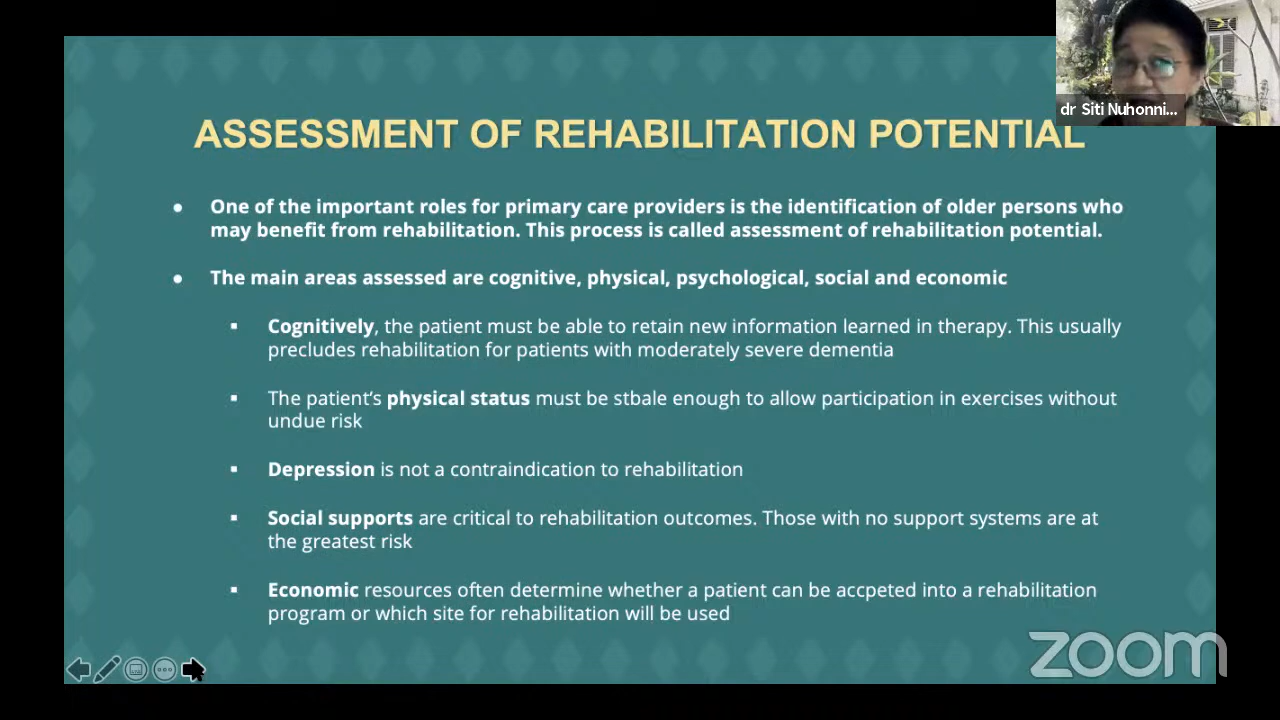 dr Siti Nuhonni...
ASSESSMENT OF REHABILITATION POTENTIAL
● One of the important roles for primary care providers is the identification of older persons who
may benefit from rehabilitation. This process is called assessment of rehabilitation potential.
● The main areas assessed are cognitive, physical, psychological, social and economic
▪ Cognitively, the patient must be able to retain new information learned in therapy. This usually
precludes rehabilitation for patients with moderately severe dementia
▪ The patient's physical status must be stbale enough to allow participation in exercises without
undue risk
▪ Depression is not a contraindication to rehabilitation
▪ Social supports are critical to rehabilitation outcomes. Those with no support systems are at
the greatest risk
▪ Economic resources often determine whether a patient can be accpeted into a rehabilitation
program or which site for rehabilitation will be used
zoom